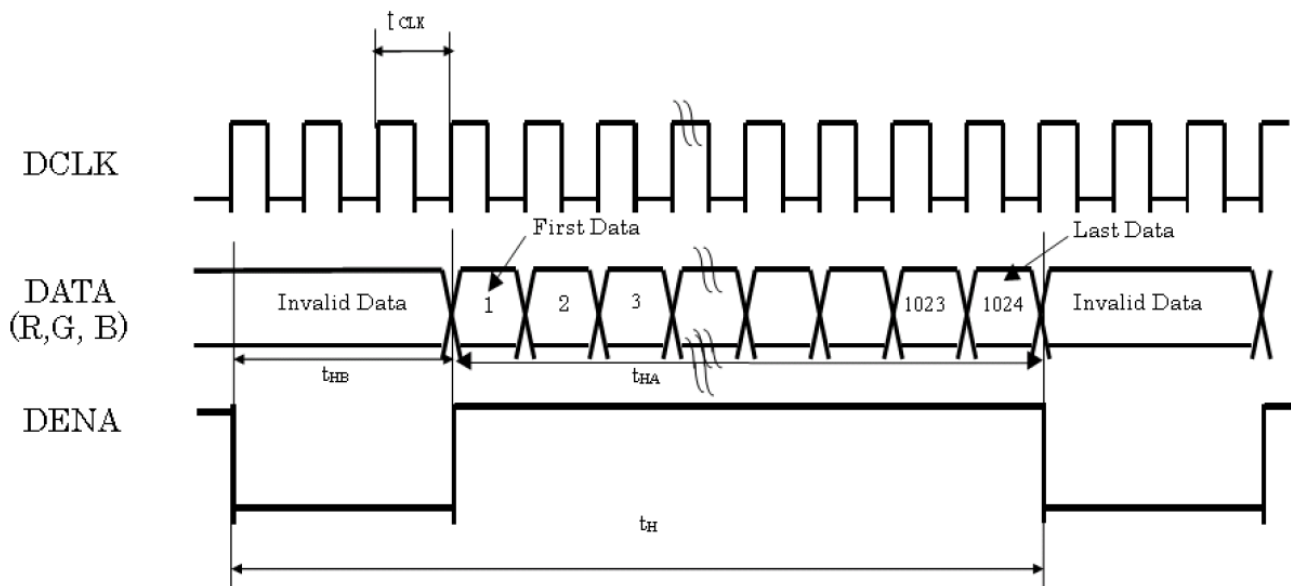 t CLK
DCLK
First Data
Last Data
DATA
(R,G, B)
Invalid Data
1
2
3
1023
1024
Invalid Data
tHB
tHA
DENA
tH